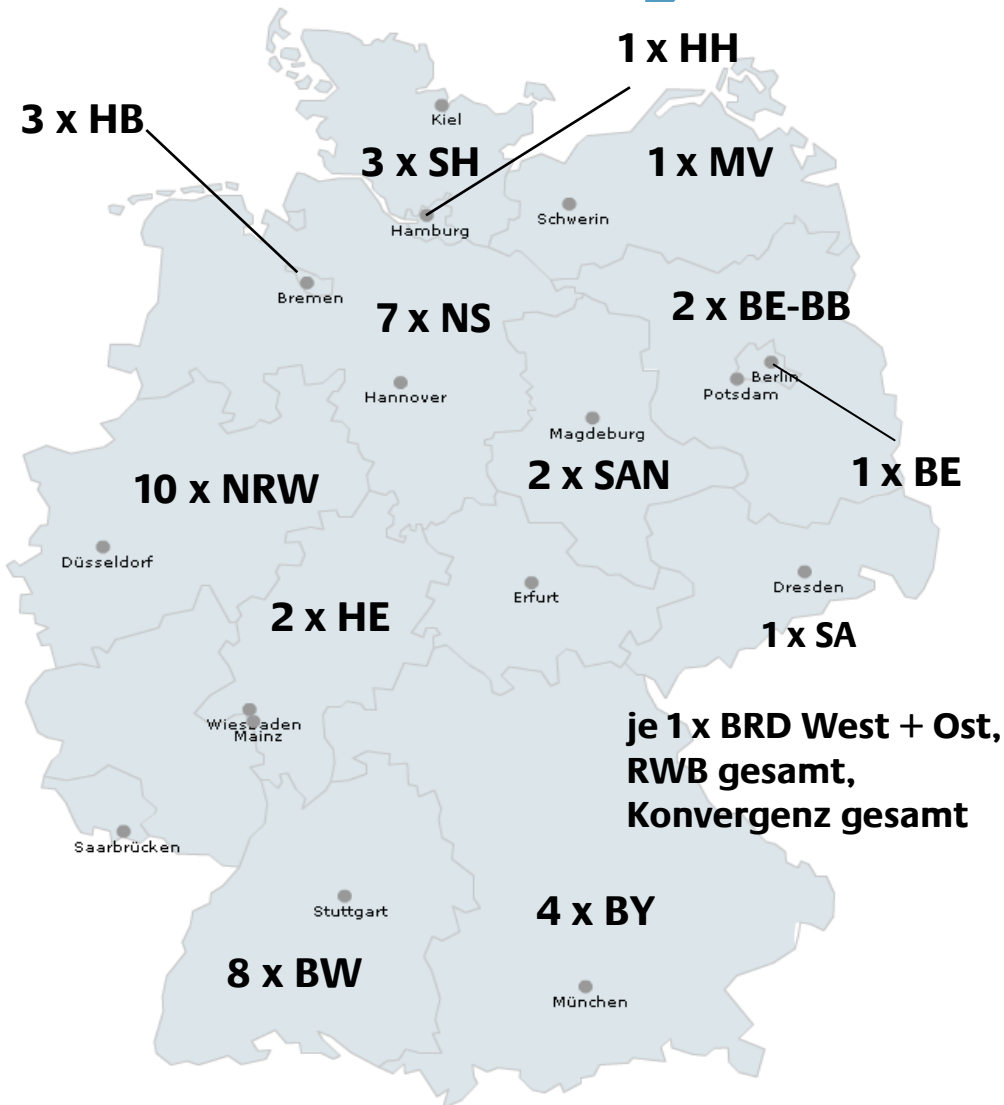 1 x HH
3 x HB
Kiel
3 x SH
1 x MV
Schwerin
Hamburg
Bremen
7 x NS
2 x BE-BB
Berlin
Potsdam
Hannover
Magdeburg
10 x NRW
2 x SAN
1 x BE
Düsseldorf
Erfurt
Dresden
2 x HE
1 x SA
Wiesbaden
Mainz
je 1 x BRD West + Ost,
RWB gesamt,
Konvergenz gesamt
Saarbrücken
Stuttgart
4 x BY
8 x BW
München